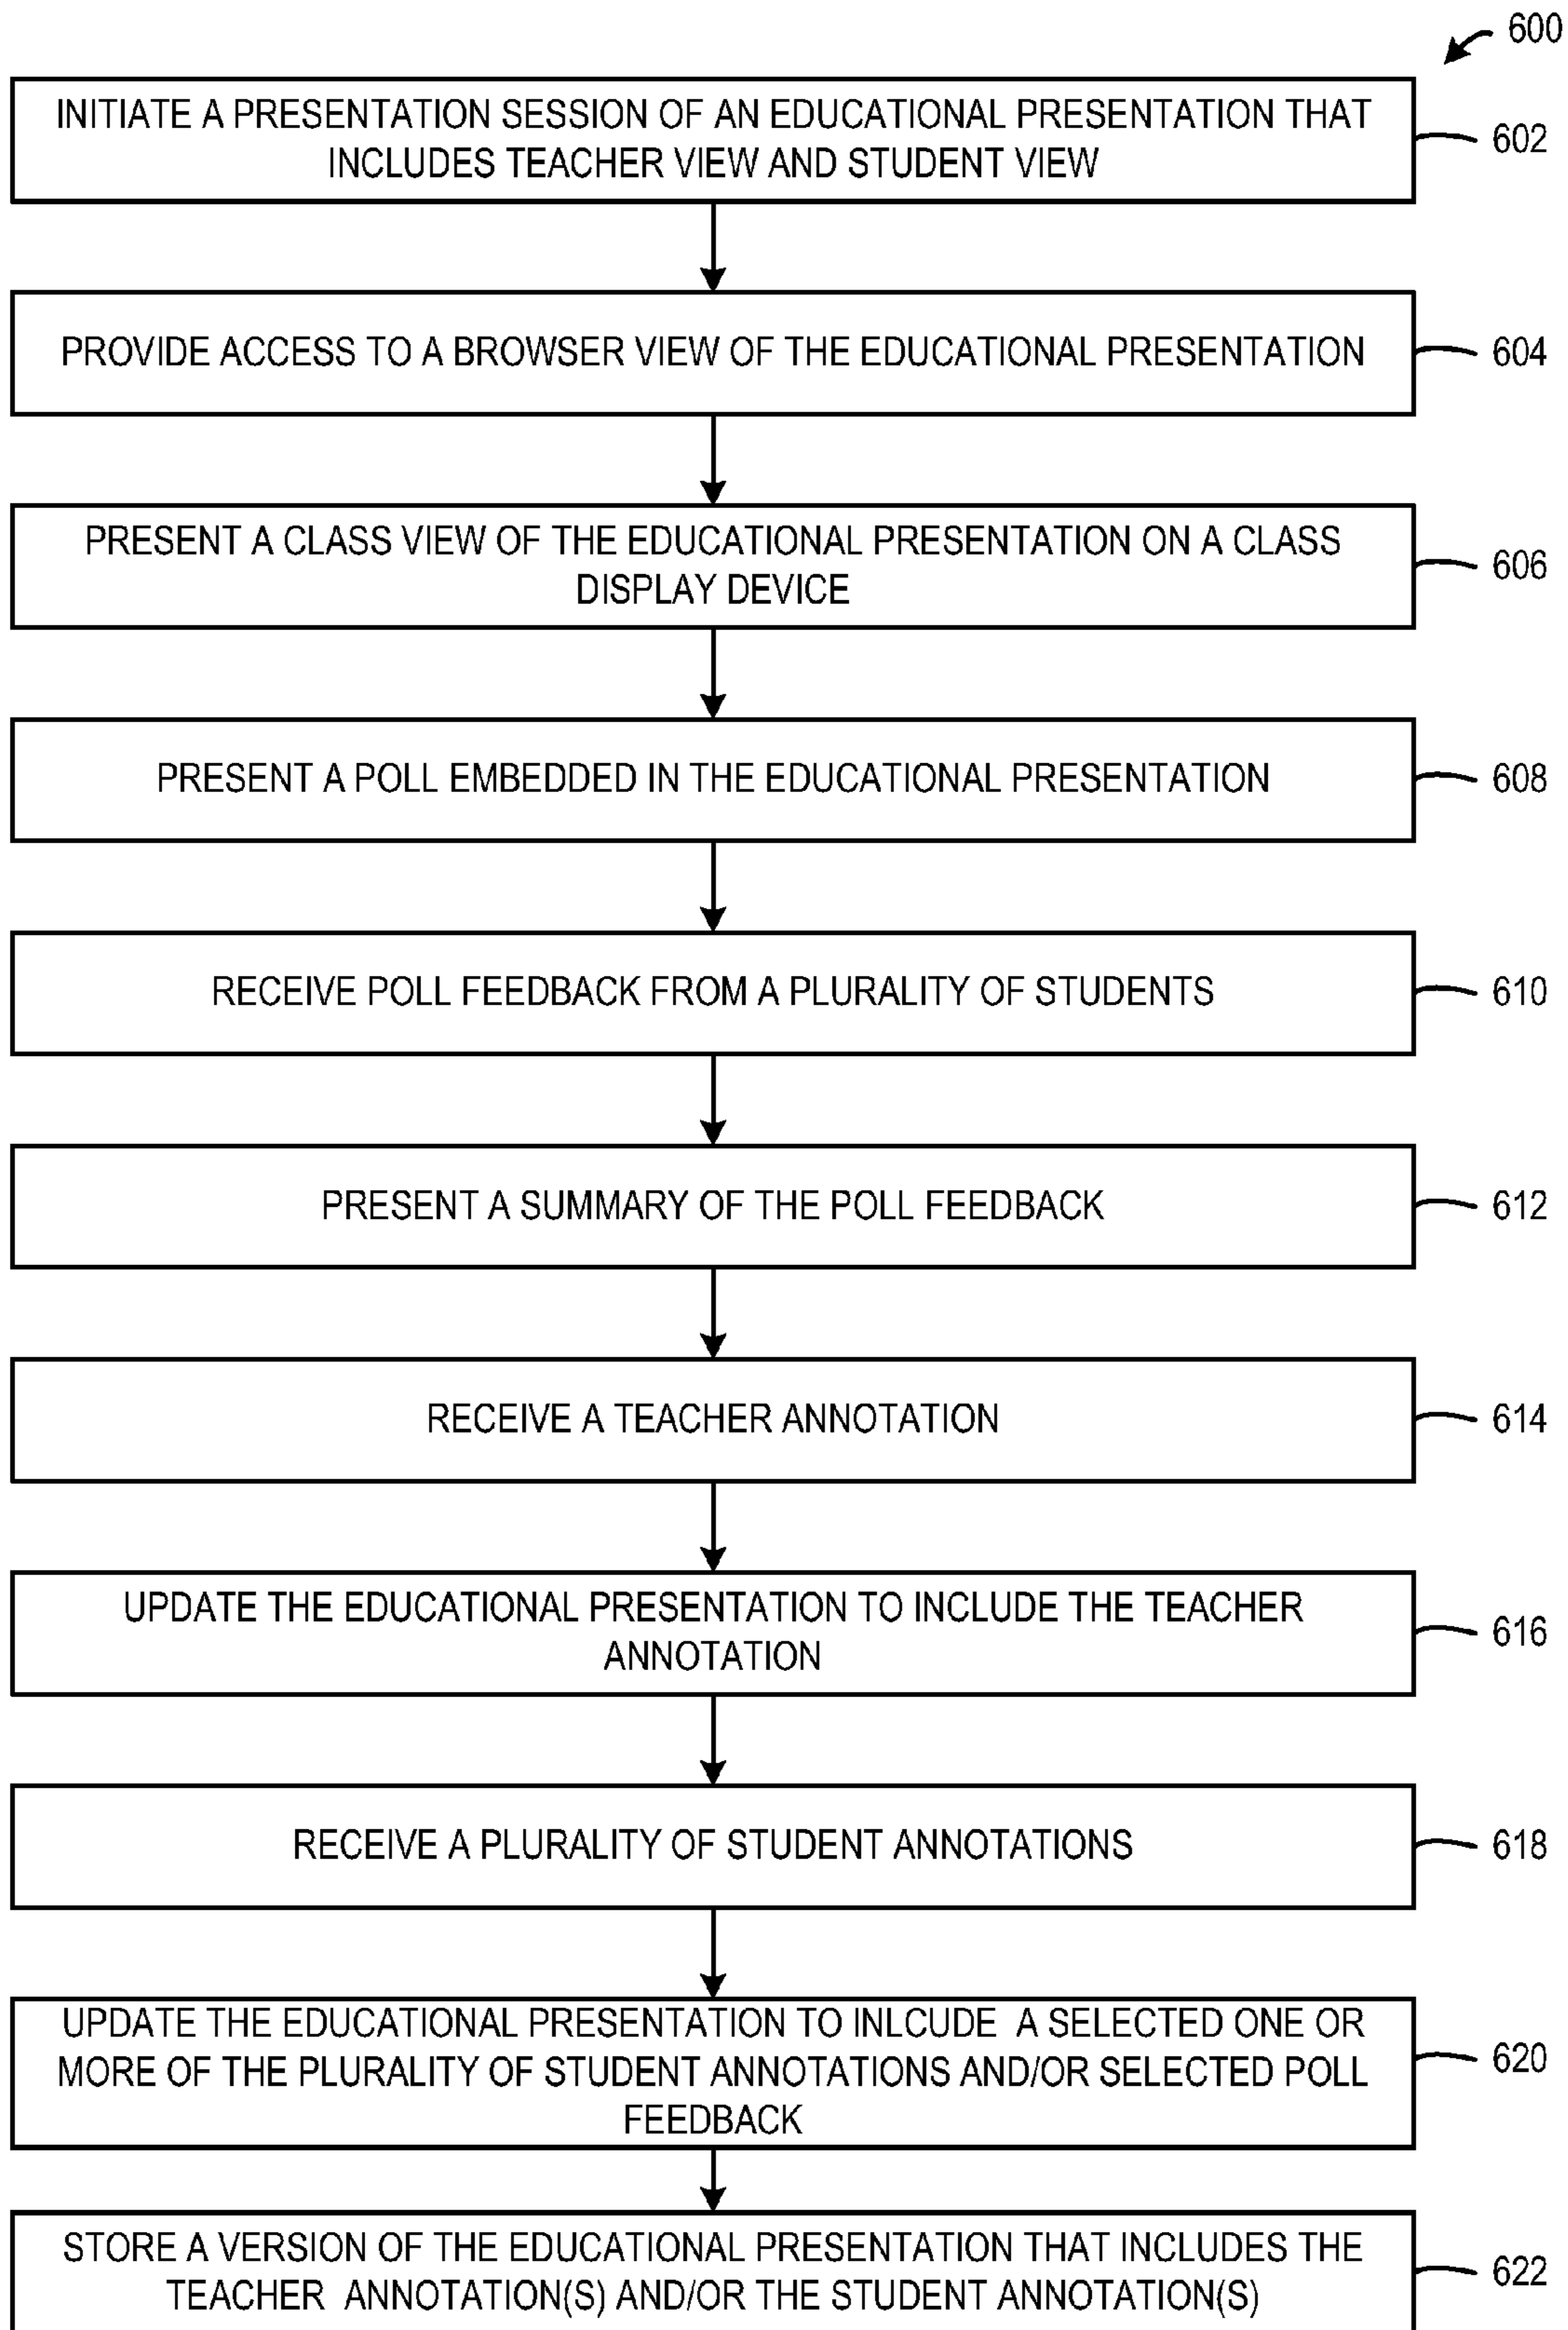 600
INITIATE A PRESENTATION SESSION OF AN EDUCATIONAL PRESENTATION THAT
INCLUDES TEACHER VIEW AND STUDENT VIEW
602
PROVIDE ACCESS TO A BROWSER VIEW OF THE EDUCATIONAL PRESENTATION
604
PRESENT A CLASS VIEW OF THE EDUCATIONAL PRESENTATION ON A CLASS
DISPLAY DEVICE
606
PRESENT A POLL EMBEDDED IN THE EDUCATIONAL PRESENTATION
608
RECEIVE POLL FEEDBACK FROM A PLURALITY OF STUDENTS
610
PRESENT A SUMMARY OF THE POLL FEEDBACK
612
RECEIVE A TEACHER ANNOTATION
614
UPDATE THE EDUCATIONAL PRESENTATION TO INCLUDE THE TEACHER
ANNOTATION
616
RECEIVE A PLURALITY OF STUDENT ANNOTATIONS
618
UPDATE THE EDUCATIONAL PRESENTATION TO INLCUDE A SELECTED ONE OR
MORE OF THE PLURALITY OF STUDENT ANNOTATIONS AND/OR SELECTED POLL
FEEDBACK
620
STORE A VERSION OF THE EDUCATIONAL PRESENTATION THAT INCLUDES THE
TEACHER ANNOTATION(S) AND/OR THE STUDENT ANNOTATION(S)
622